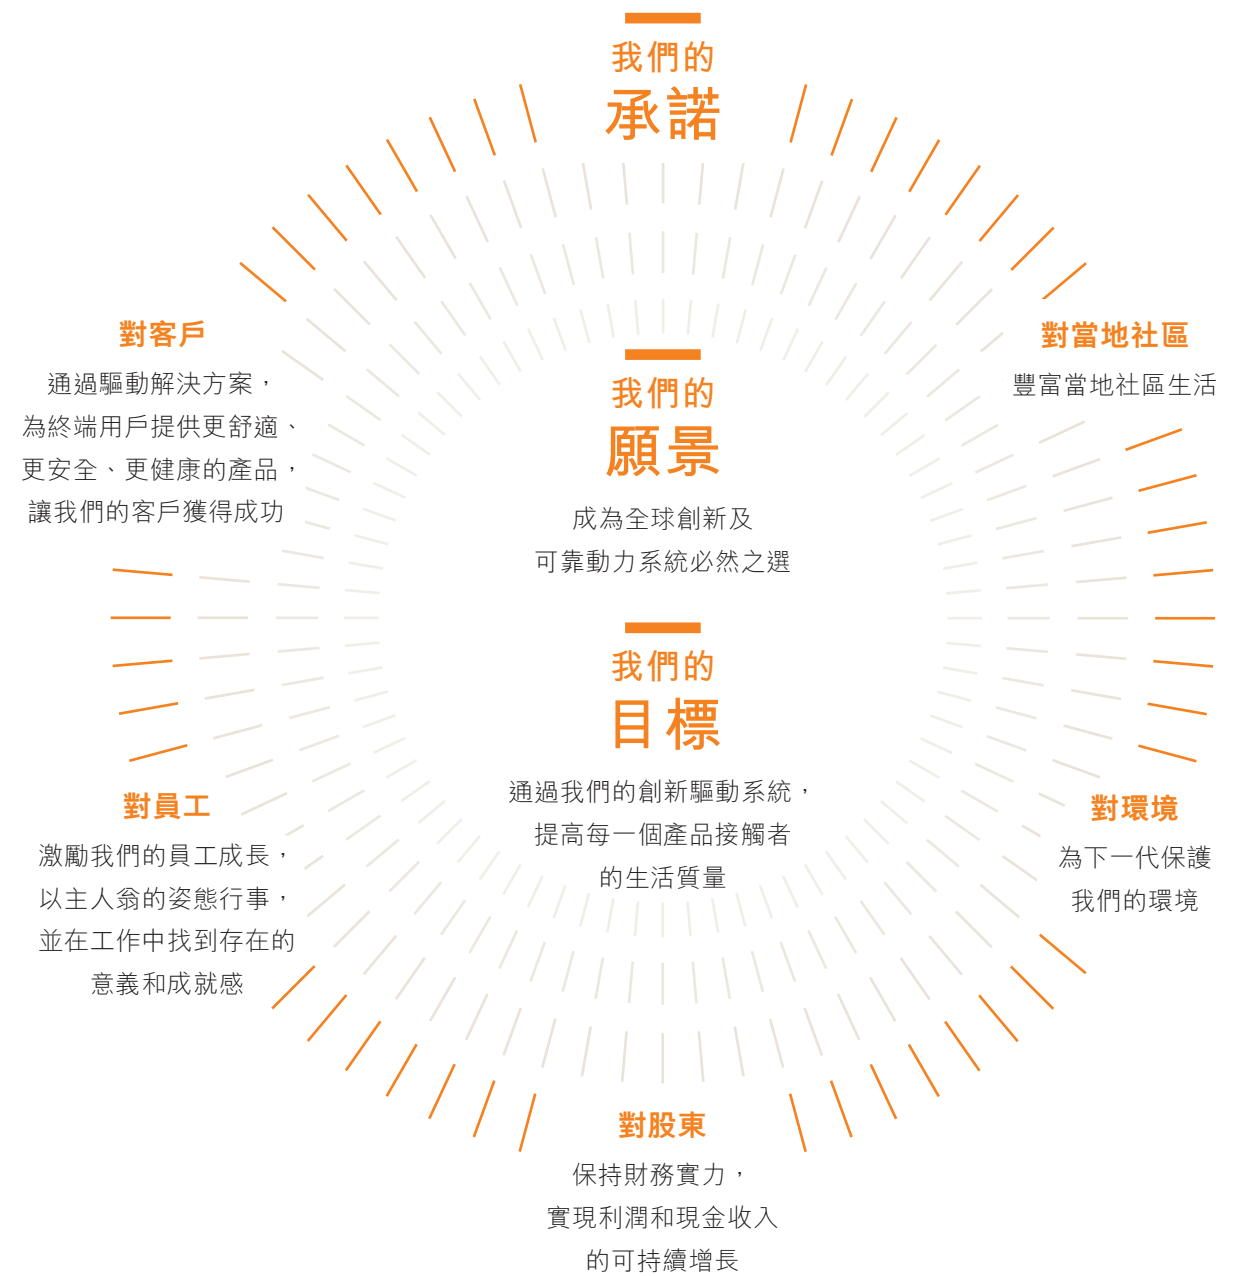 我們的
承諾
對客戶
通過驅動解決方案，
為終端用戶提供更舒適、
更安全、更健康的產品，
讓我們的客戶獲得成功
對當地社區
豐富當地社區生活
我們的
願景
成為全球創新及
可靠動力系統必然之選
我們的
目標
通過我們的創新驅動系統，
提高每一個產品接觸者
的生活質量
對員工
激勵我們的員工成長，
以主人翁的姿態行事，
並在工作中找到存在的
意義和成就感
對環境
為下一代保護
我們的環境
對股東
保持財務實力，
實現利潤和現金收入
的可持續增長